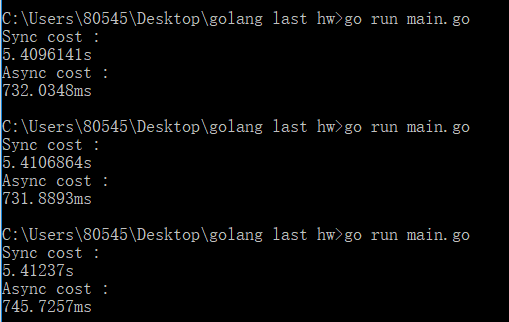 C:\Users\80545\Desktop\golang last hw>go run main.go
Sync cost :
5.4096141s
Async cost :
732.0348ms
C:\Users\80545\Desktop\golang last hw>go run main.go
Sync cost :
5.4106864s
Async cost :
731.8893ms
C:\Users\80545\Desktop\golang last hw>go run main.go
Sync cost :
5.41237s
Async cost :
745.7257ms